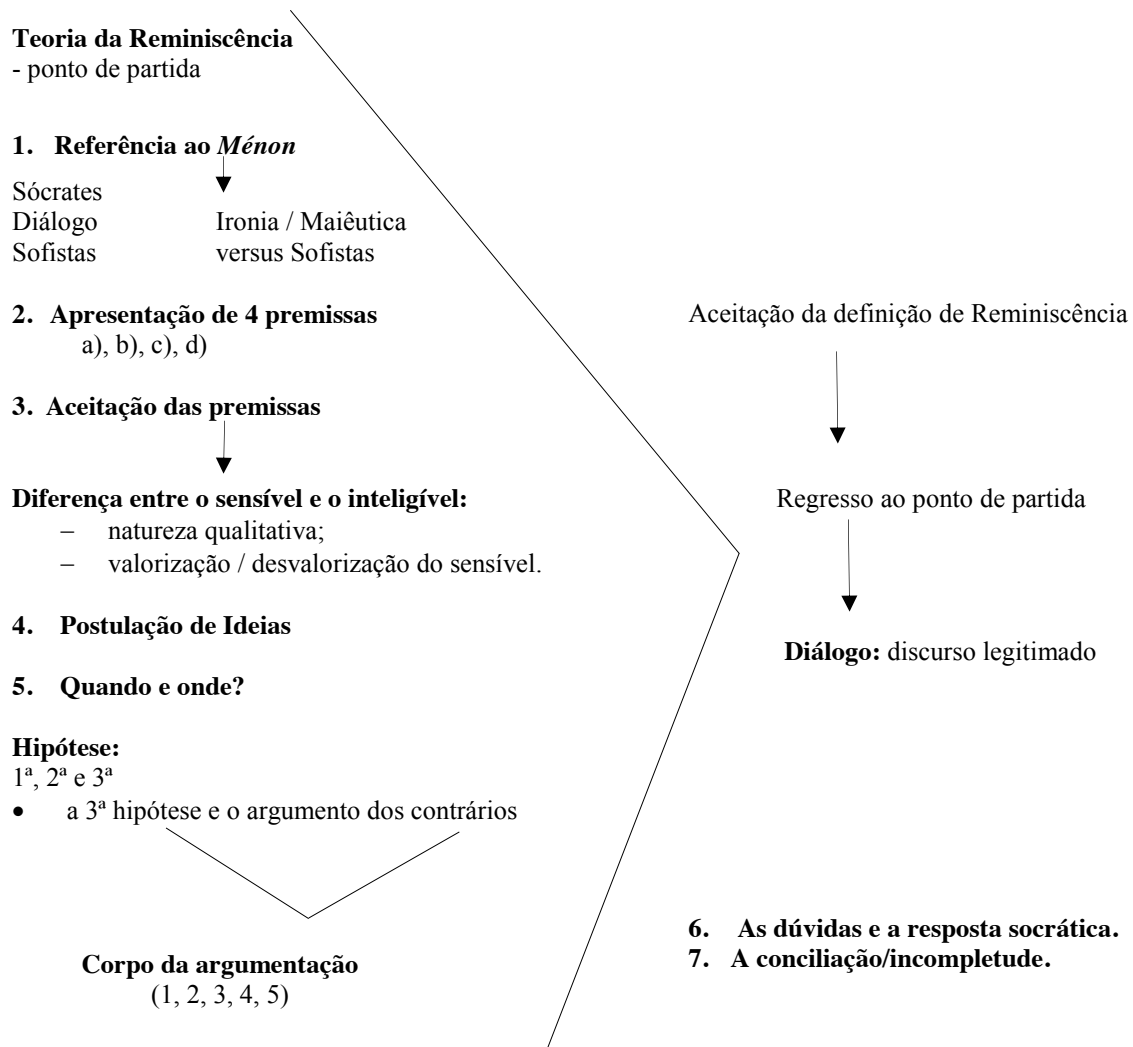 Teoria da Reminiscência
- ponto de partida
1. Referência ao Ménon
Sócrates
Diálogo Ironia / Maiêutica
Sofistas versus Sofistas
2. Apresentação de 4 premissas
a), b), c), d)
3. Aceitação das premissas
Diferença entre o sensível e o inteligível:
– natureza qualitativa;
– valorização / desvalorização do sensível.
4. Postulação de Ideias
5. Quando e onde?
Hipótese:
1ª, 2ª e 3ª
• a 3ª hipótese e o argumento dos contrários
Corpo da argumentação
(1, 2, 3, 4, 5)
Aceitação da definição de Reminiscência
Regresso ao ponto de partida
Diálogo: discurso legitimado
6. As dúvidas e a resposta socrática.
7. A conciliação/incompletude.